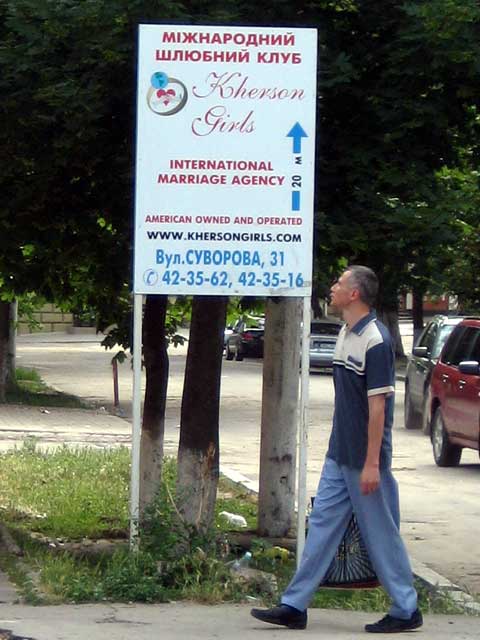 МІЖНАРОДНИЙ
ШЛЮБНИЙ КЛУБ
Kherson
Girls
20 м
INTERNATIONAL
MARRIAGE AGENCY
AMERICAN OWNED AND OPERATED
WWW.KHERSONGIRLS.COM
Вул.СУВОРОВА, 31
42-35-62, 42-35-16